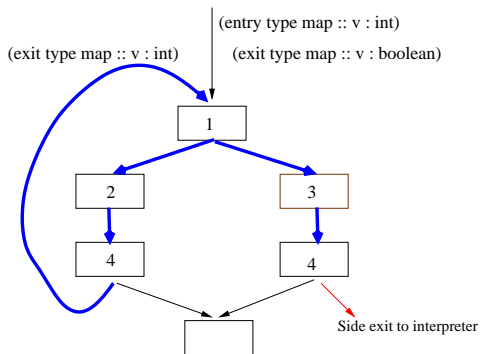 (entry type map :: v : int)
(exit type map :: v : int)
(exit type map :: v : boolean)
1
2
3
4
4
Side exit to interpreter